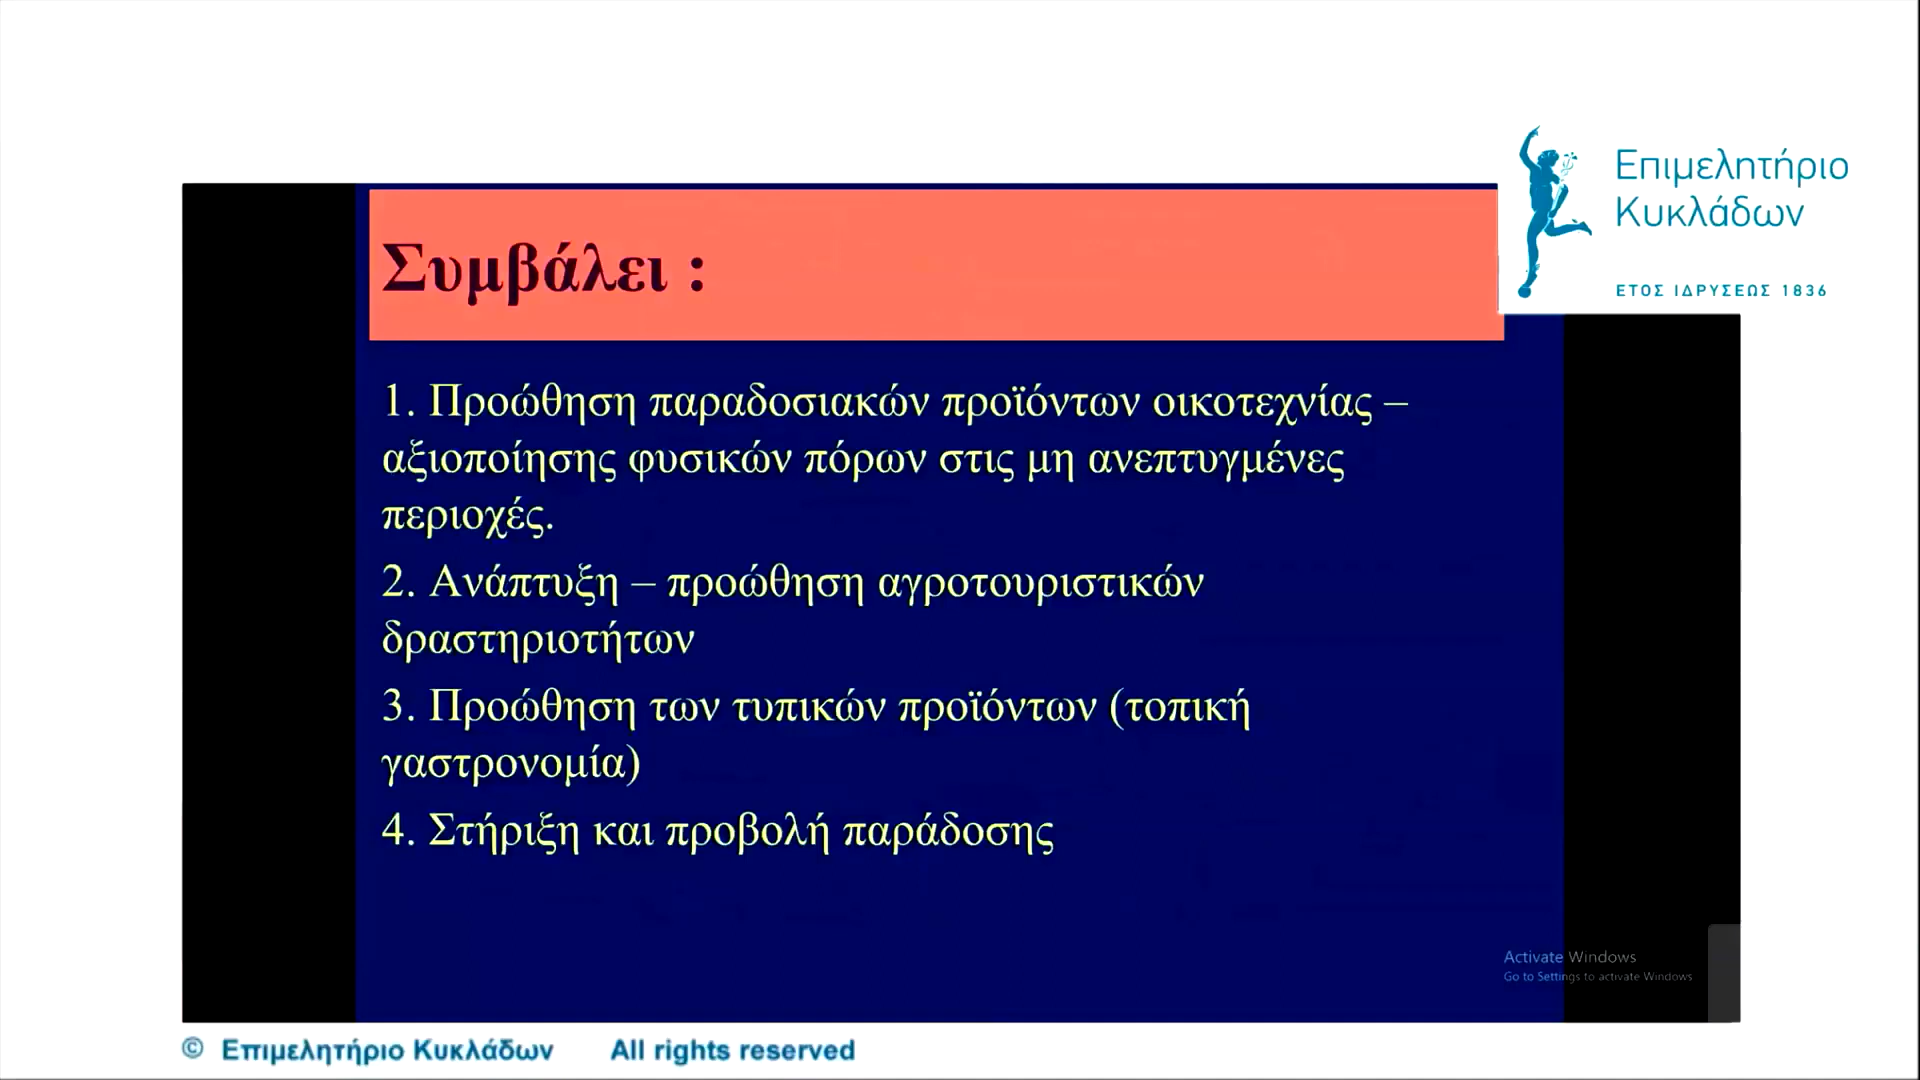 Επιμελητήριο
Κυκλάδων
ΕΤΟΣ ΙΔΡΥΣΕΩΣ 1836
Συμβάλει :
1. Προώθηση παραδοσιακών προϊόντων οικοτεχνίας –
αξιοποίησης φυσικών πόρων στις μη ανεπτυγμένες
περιοχές.
2. Ανάπτυξη – προώθηση αγροτουριστικών
δραστηριοτήτων
3. Προώθηση των τυπικών προϊόντων (τοπική
γαστρονομία)
4. Στήριξη και προβολή παράδοσης
Activate Windows
Go to Settings to activate Windows
© Επιμελητήριο Κυκλάδων All rights reserved